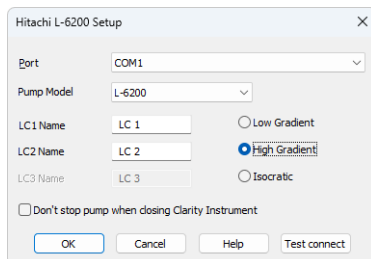 Hitachi L-6200 Setup
Port COM1
Pump Model L-6200
LC1 Name LC 1 Low Gradient
LC2 Name LC 2 High Gradient
LC3 Name LC 3 Isocratic
Don't stop pump when closing Clarity Instrument
OK Cancel Help Test connect